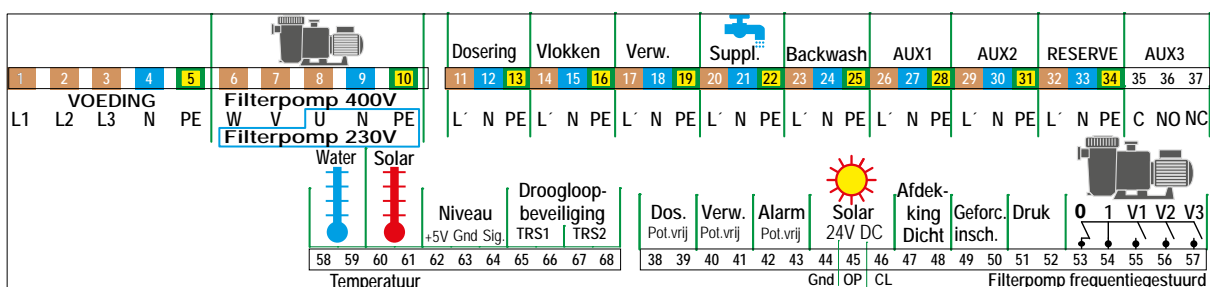 Dosering Vlokken Verw. Suppl. Backwash AUX1 AUX2 RESERVE AUX3
1 2 3 4 5 6 7 8 9 10 11 12 13 14 15 16 17 18 19 20 21 22 23 24 25 26 27 28 29 30 31 32 33 34 35 36 37
VOEDING Filterpomp 400V
L1 L2 L3 N PE W V U N PE L´ N PE L´ N PE L´ N PE L´ N PE L´ N PE L´ N PE L´ N PE L´ N PE C NO NC
Filterpomp 230V
Water Solar
Niveau
+5V Gnd Sig.
Droogloop-
beveiliging
TRS1 TRS2
Dos.
Pot.vrij
Verw.
Pot.vrij
Alarm
Pot.vrij
Solar
24V DC
Afdek-
king
Dicht
Geforc.
insch.
Druk
0 1 V1 V2 V3
58 59 60 61 62 63 64 65 66 67 68 38 39 40 41 42 43 44 45 46 47 48 49 50 51 52 53 54 55 56 57
Temperatuur Gnd OP CL Filterpomp frequentiegestuurd